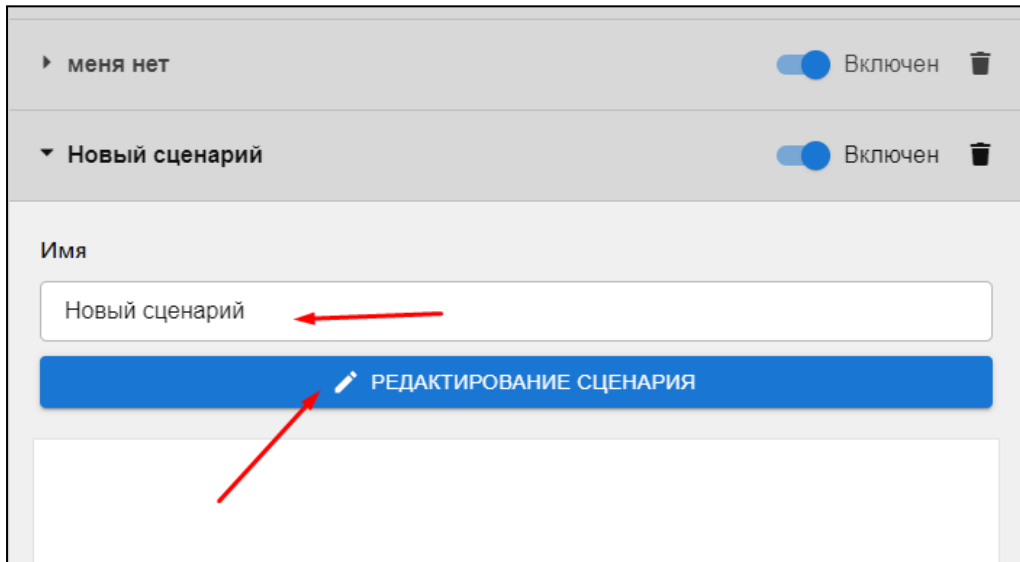 меня нет Включен
Новый сценарий Включен
Имя
Новый сценарий
РЕДАКТИРОВАНИЕ СЦЕНАРИЯ